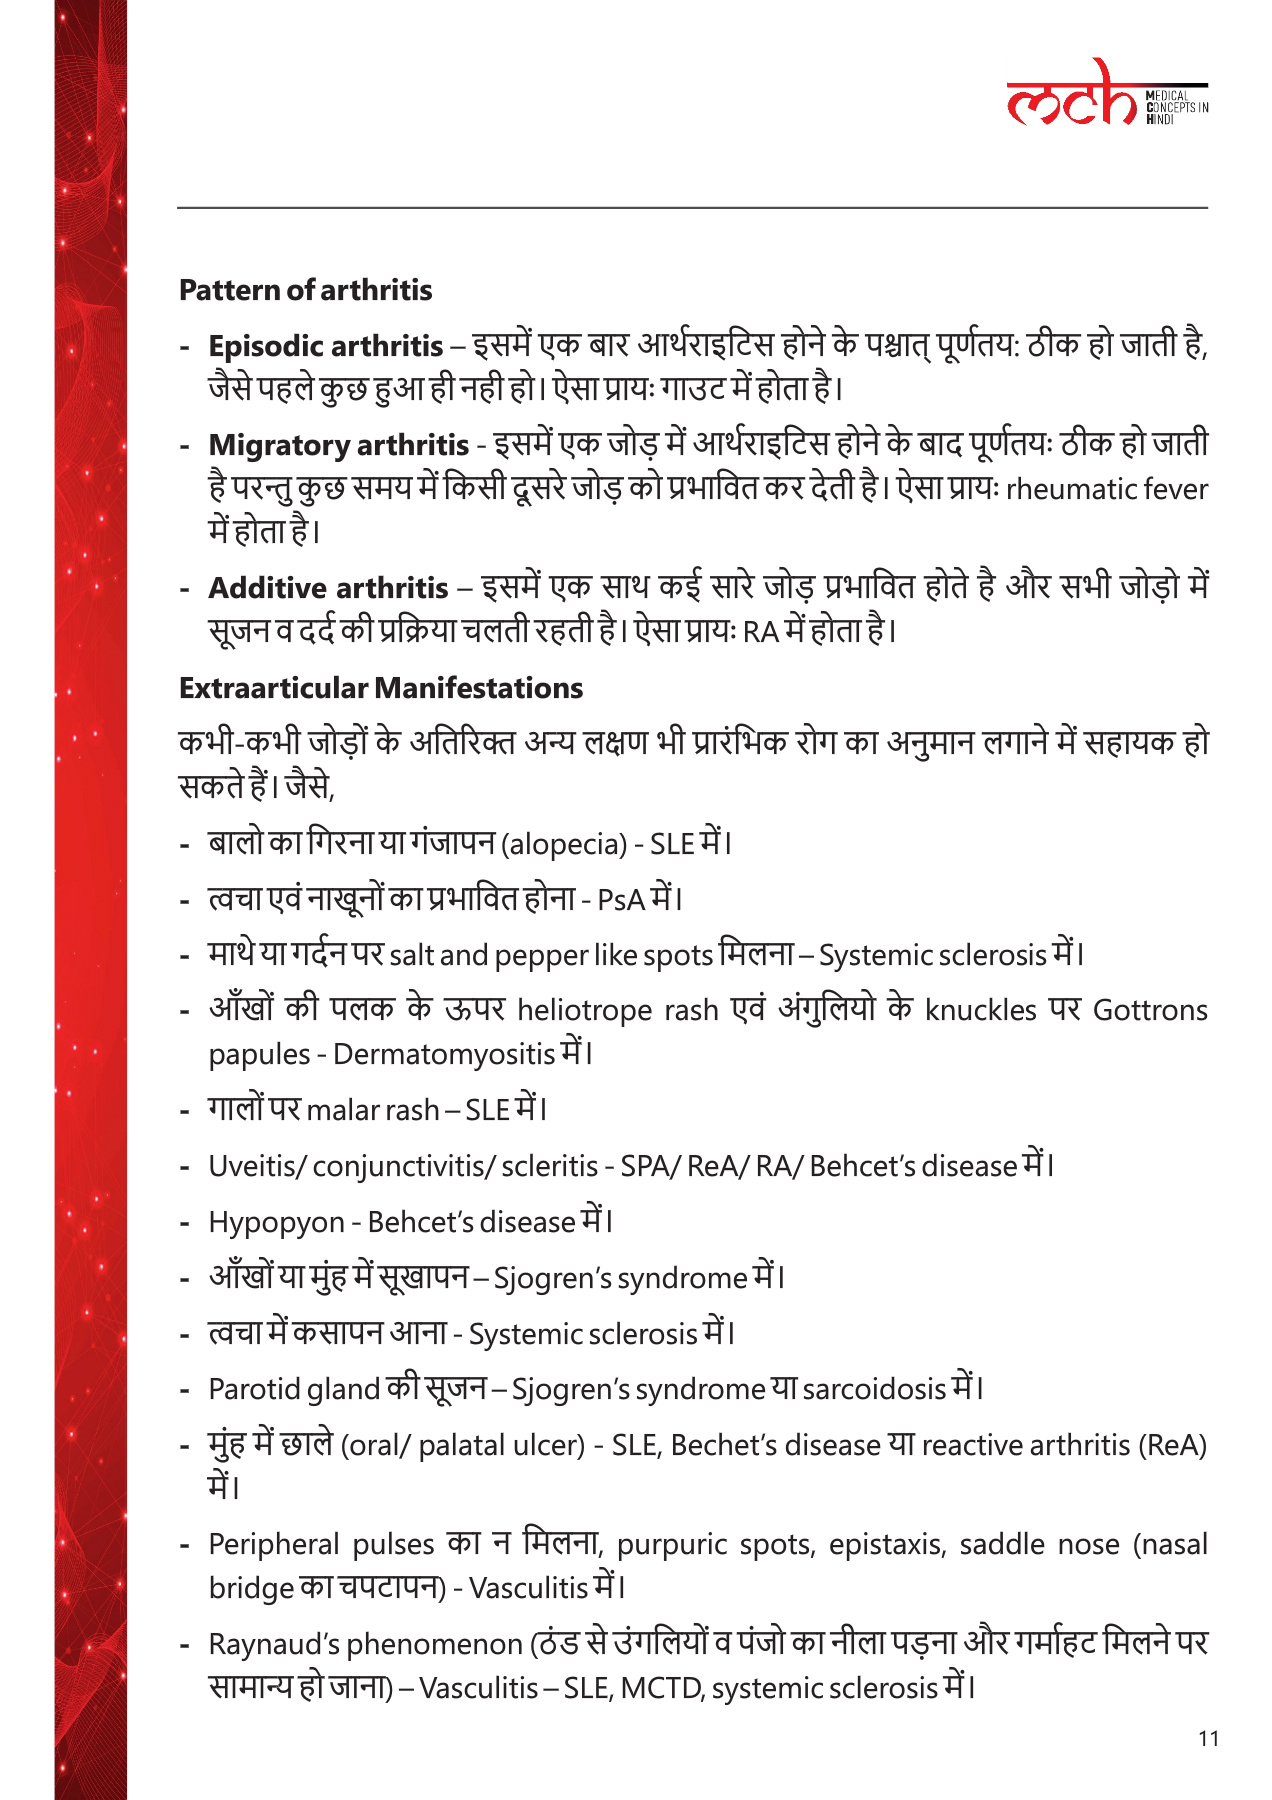 mch MEDICAL
CONCEPTS IN
HINDI
Pattern of arthritis
- Episodic arthritis – इसमें एक बार आर्थराइटिस होने के पश्चात् पूर्णतय: ठीक हो जाती है,
जैसे पहले कुछ हुआ ही नही हो। ऐसा प्रायः गाउट में होता है।
- Migratory arthritis - इसमें एक जोड़ में आर्थराइटिस होने के बाद पूर्णतयः ठीक हो जाती
है परन्तु कुछ समय में किसी दूसरे जोड़ को प्रभावित कर देती है। ऐसा प्रायः rheumatic fever
में होता है।
- Additive arthritis – इसमें एक साथ कई सारे जोड़ प्रभावित होते है और सभी जोड़ो में
सूजन व दर्द की प्रक्रिया चलती रहती है। ऐसा प्रायः RA में होता है।
Extraarticular Manifestations
कभी-कभी जोड़ों के अतिरिक्त अन्य लक्षण भी प्रारंभिक रोग का अनुमान लगाने में सहायक हो
सकते हैं। जैसे,
- बालो का गिरना या गंजापन (alopecia) - SLE में।
- त्वचा एवं नाखूनों का प्रभावित होना - PsA में।
- माथे या गर्दन पर salt and pepper like spots मिलना – Systemic sclerosis में।
- आँखों की पलक के ऊपर heliotrope rash एवं अंगुलियो के knuckles पर Gottrons
papules - Dermatomyositis में।
- गालों पर malar rash – SLE में।
- Uveitis/ conjunctivitis/ scleritis - SPA/ ReA/ RA/ Behcet’s disease में।
- Hypopyon - Behcet’s disease में।
- आँखों या मुंह में सूखापन – Sjogren’s syndrome में।
- त्वचा में कसापन आना - Systemic sclerosis में।
- Parotid gland की सूजन – Sjogren’s syndrome या sarcoidosis में।
- मुंह में छाले (oral/ palatal ulcer) - SLE, Bechet’s disease या reactive arthritis (ReA)
में।
- Peripheral pulses का न मिलना, purpuric spots, epistaxis, saddle nose (nasal
bridge का चपटापन) - Vasculitis में।
- Raynaud’s phenomenon (ठंड से उंगलियों व पंजो का नीला पड़ना और गर्माहट मिलने पर
सामान्य हो जाना) – Vasculitis – SLE, MCTD, systemic sclerosis में।
11